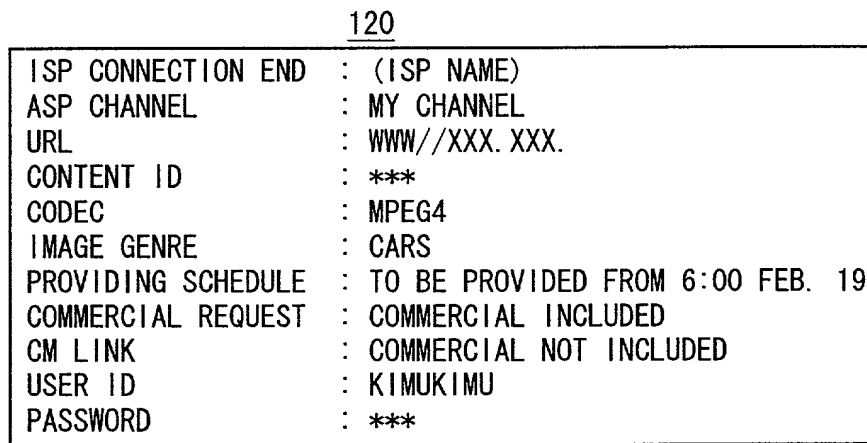 120
ISP CONNECTION END : (ISP NAME)
ASP CHANNEL : MY CHANNEL
URL : WWW//XXX.XXX.
CONTENT ID : ***
CODEC : MPEG4
IMAGE GENRE : CARS
PROVIDING SCHEDULE : TO BE PROVIDED FROM 6:00 FEB. 19
COMMERCIAL REQUEST : COMMERCIAL INCLUDED
CM LINK : COMMERCIAL NOT INCLUDED
USER ID : KIMUKIMU
PASSWORD : ***